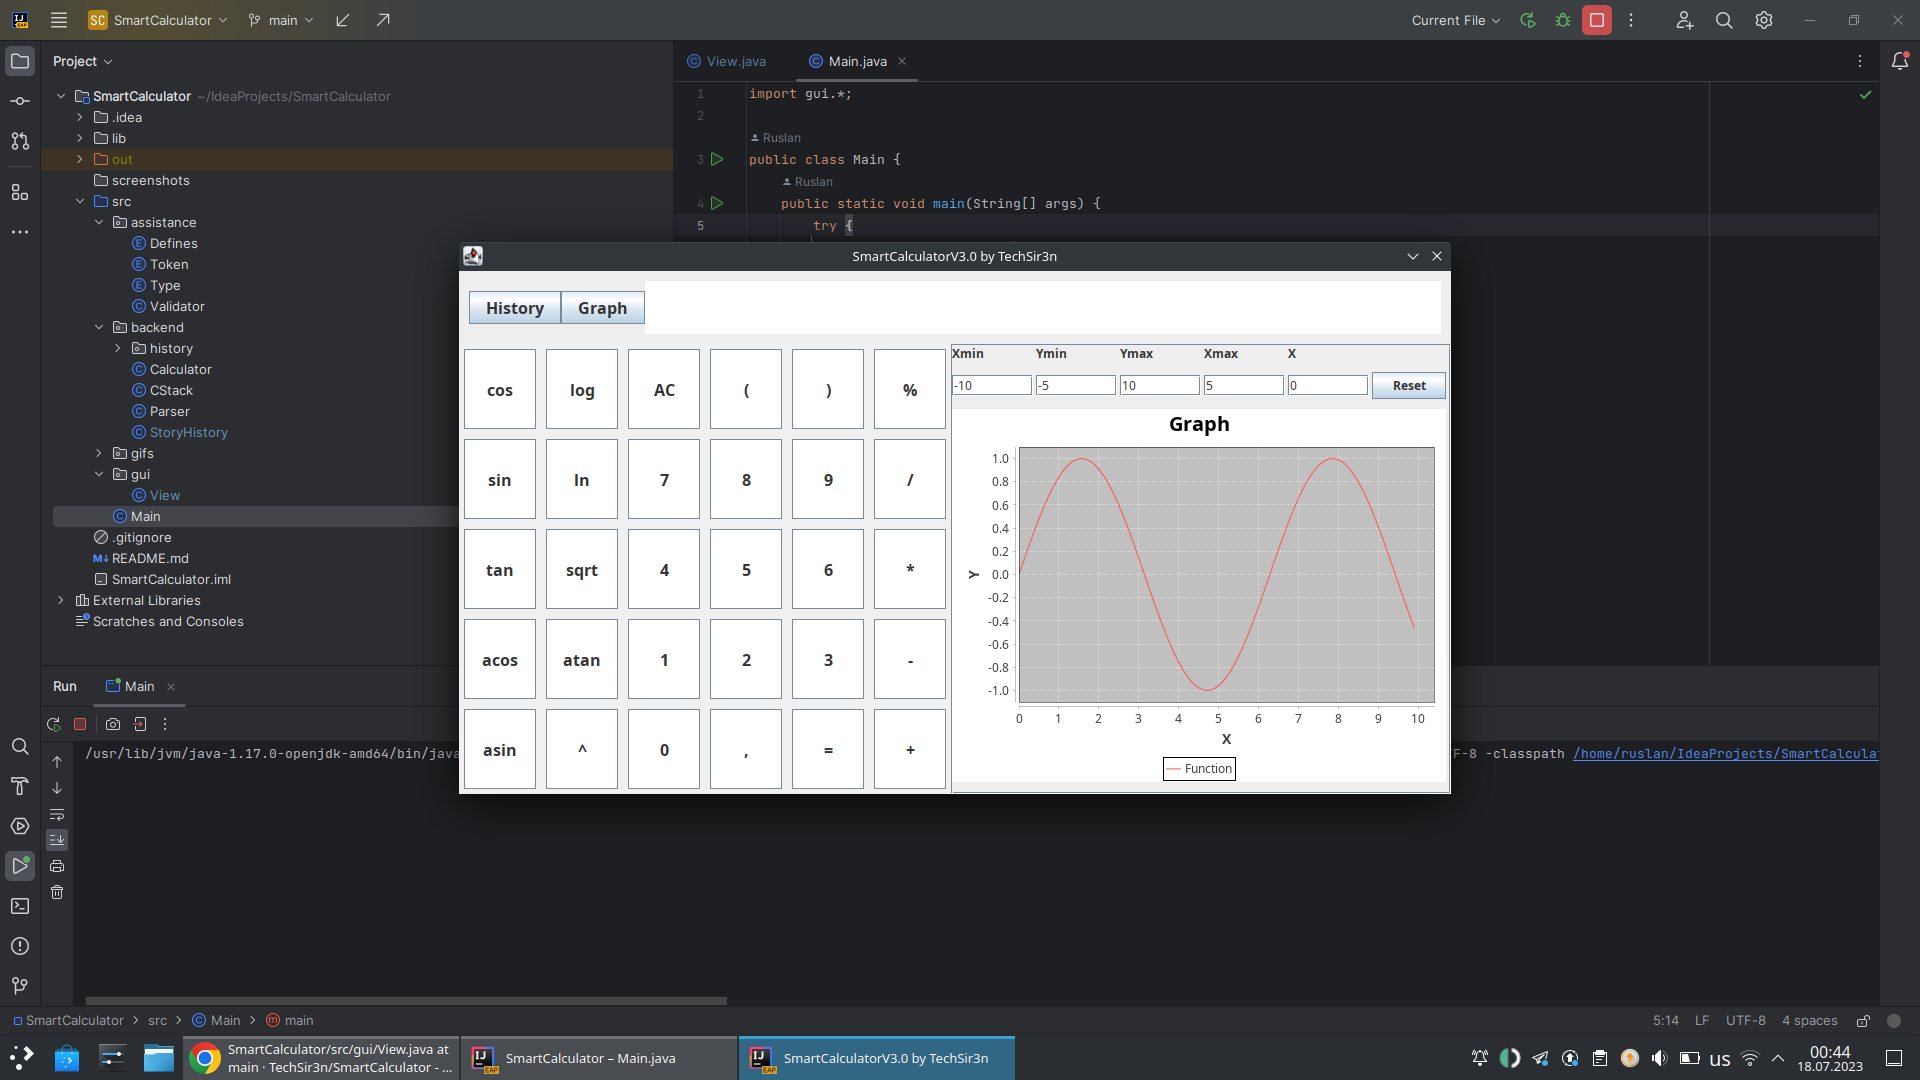 SC SmartCalculator main
Current File
Project
View.java Main.java
SmartCalculator ~/IdeaProjects/SmartCalculator
.idea
lib
out
screenshots
src
assistance
Defines
Token
Type
Validator
backend
history
Calculator
CStack
Parser
StoryHistory
gifs
gui
View
Main
.gitignore
README.md
SmartCalculator.iml
External Libraries
Scratches and Consoles
1 import gui.*;
2
Ruslan
3 public class Main {
Ruslan
4 public static void main(String[] args) {
5 try {
SmartCalculatorV3.0 by TechSir3n
History Graph
cos log AC ( ) %
sin ln 7 8 9 /
tan sqrt 4 5 6 *
acos atan 1 2 3 -
asin ^ 0 , = +
Xmin Ymin Ymax Xmax X
-10 -5 10 5 0 Reset
Graph
1.0
0.8
0.6
0.4
0.2
0.0
-0.2
-0.4
-0.6
-0.8
-1.0
Y
0 1 2 3 4 5 6 7 8 9 10
X
Function
Run Main
/usr/lib/jvm/java-1.17.0-openjdk-amd64/bin/java
F-8 -classpath /home/ruslan/IdeaProjects/SmartCalcula
SmartCalculator > src > Main > main
5:14 LF UTF-8 4 spaces
SmartCalculator/src/gui/View.java at
main · TechSir3n/SmartCalculator - ...
SmartCalculator – Main.java
SmartCalculatorV3.0 by TechSir3n
us
00:44
18.07.2023